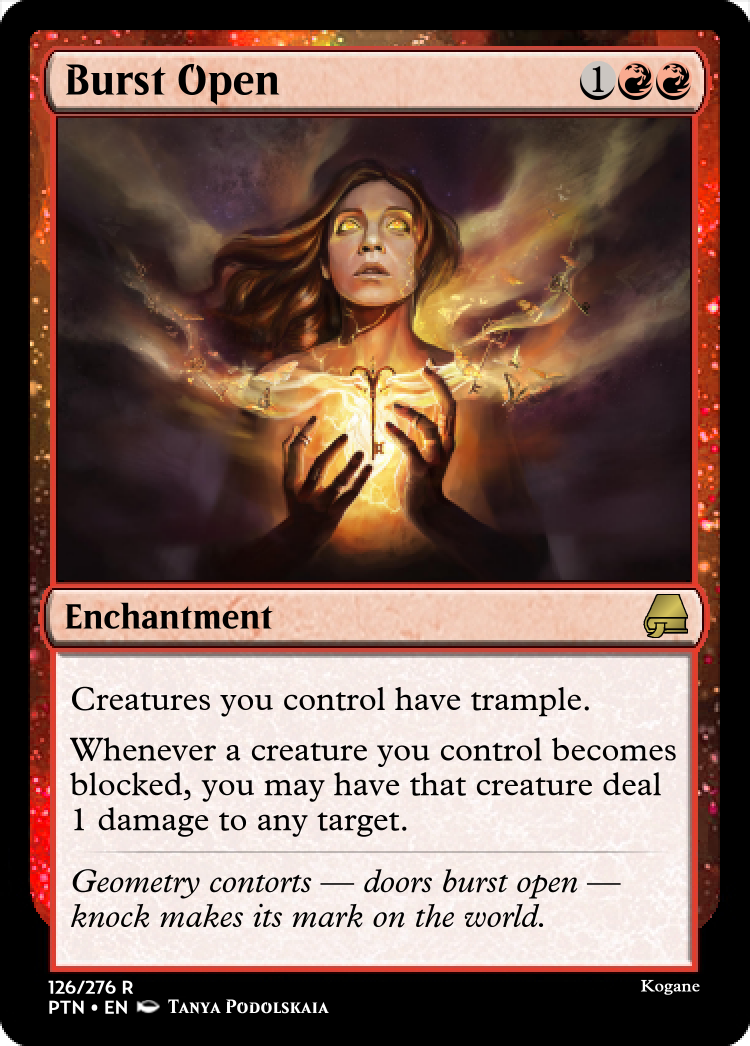 Burst Open 1
Enchantment
Creatures you control have trample.
Whenever a creature you control becomes
blocked, you may have that creature deal
1 damage to any target.
Geometry contorts — doors burst open —
knock makes its mark on the world.
126/276 R
Kogane
PTN • EN Tanya Podolskaia